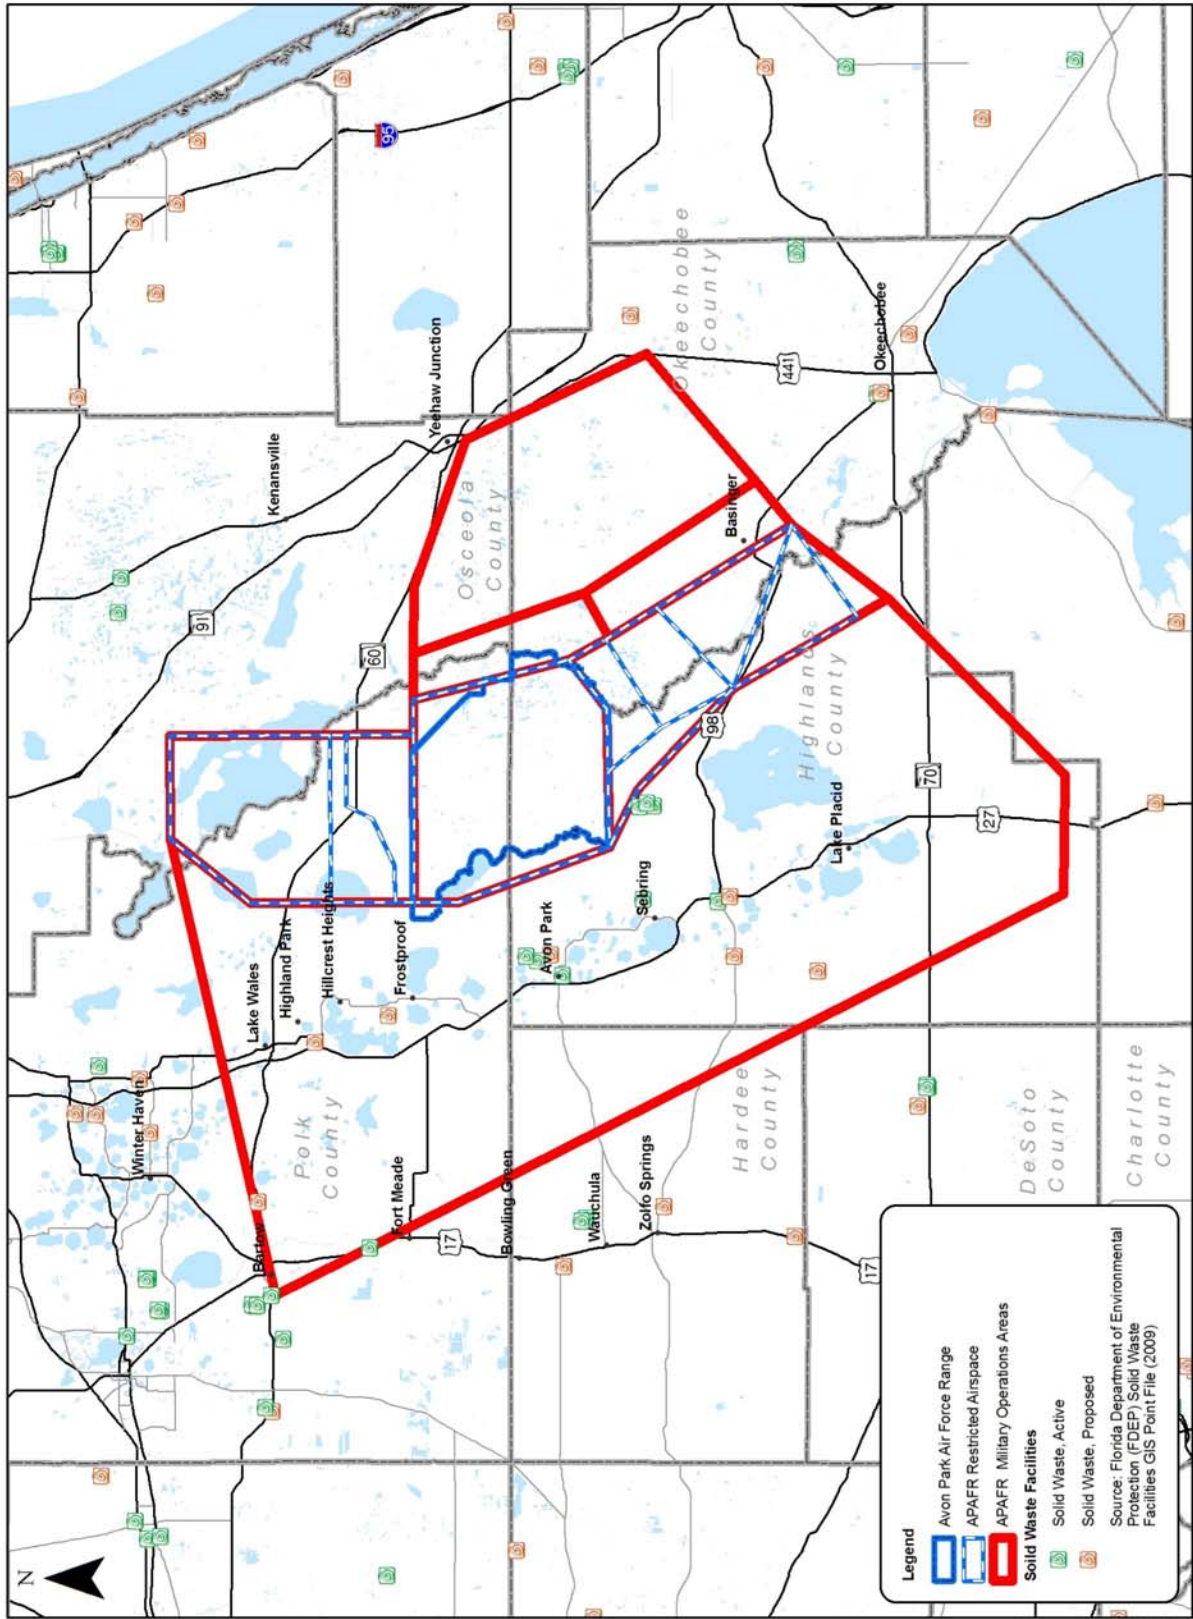 N
95
Kenansville
Yeehaw Junction
91
60
Osceola
County
Okeechobee
County
441
Okeechobee
Basinger
Highlands
County
98
70
27
Lake Placid
Sebring
Avon Park
Frostproof
Hillcrest Heights
Highland Park
Lake Wales
Winter Haven
Polk
County
Bartow
Fort Meade
17
Bowling Green
Wauchula
Zolfo Springs
Hardee
County
DeSoto
County
Charlotte
County
17
Legend
Avon Park Air Force Range
APAFR Restricted Airspace
APAFR Military Operations Areas
Soild Waste Facilities
Solid Waste, Active
Solid Waste, Proposed
Source: Florida Department of Environmental
Protection (FDEP) Solid Waste
Facilities GIS Point File (2009)